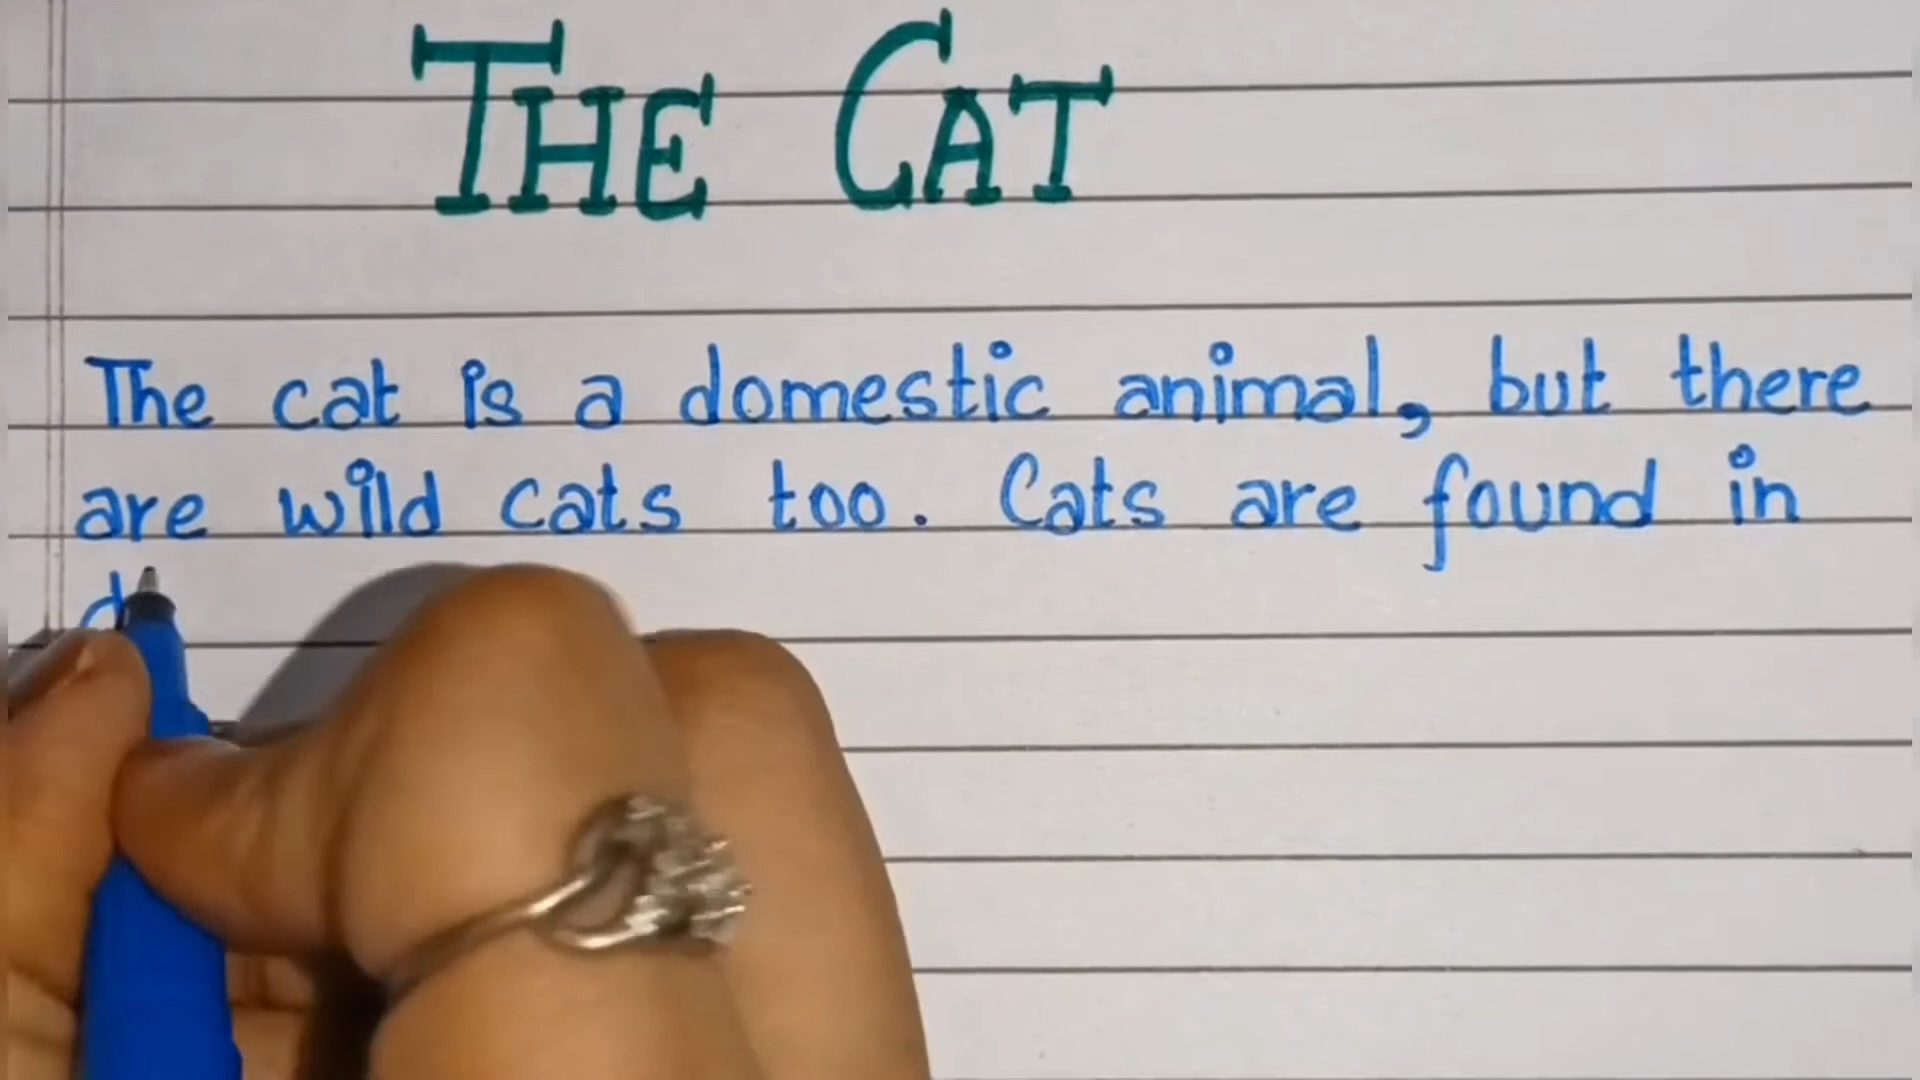 THE CAT
The cat is a domestic animal, but there
are wild cats too. Cats are found in